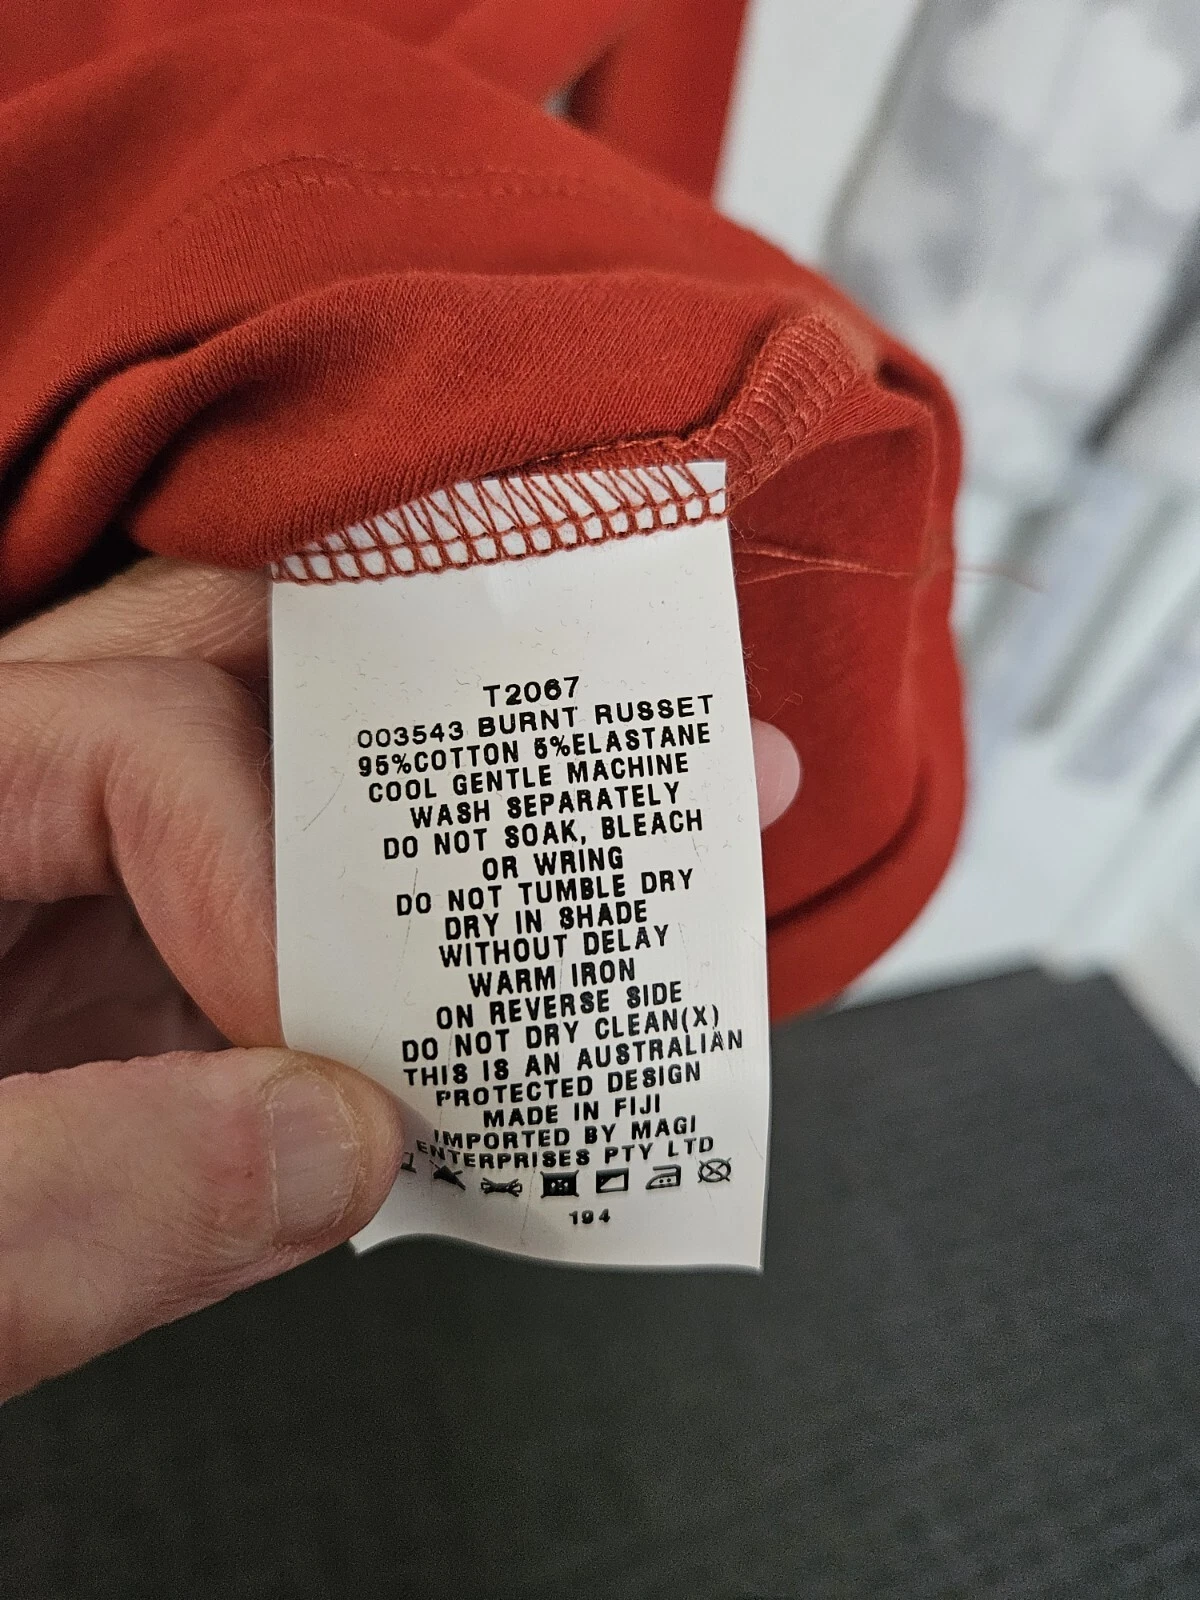 T2067
003543 BURNT RUSSET
95%COTTON 5%ELASTANE
COOL GENTLE MACHINE
WASH SEPARATELY
DO NOT SOAK, BLEACH
OR WRING
DO NOT TUMBLE DRY
DRY IN SHADE
WITHOUT DELAY
WARM IRON
ON REVERSE SIDE
DO NOT DRY CLEAN(X)
THIS IS AN AUSTRALIAN
PROTECTED DESIGN
MADE IN FIJI
IMPORTED BY MAGI
ENTERPRISES PTY LTD
194